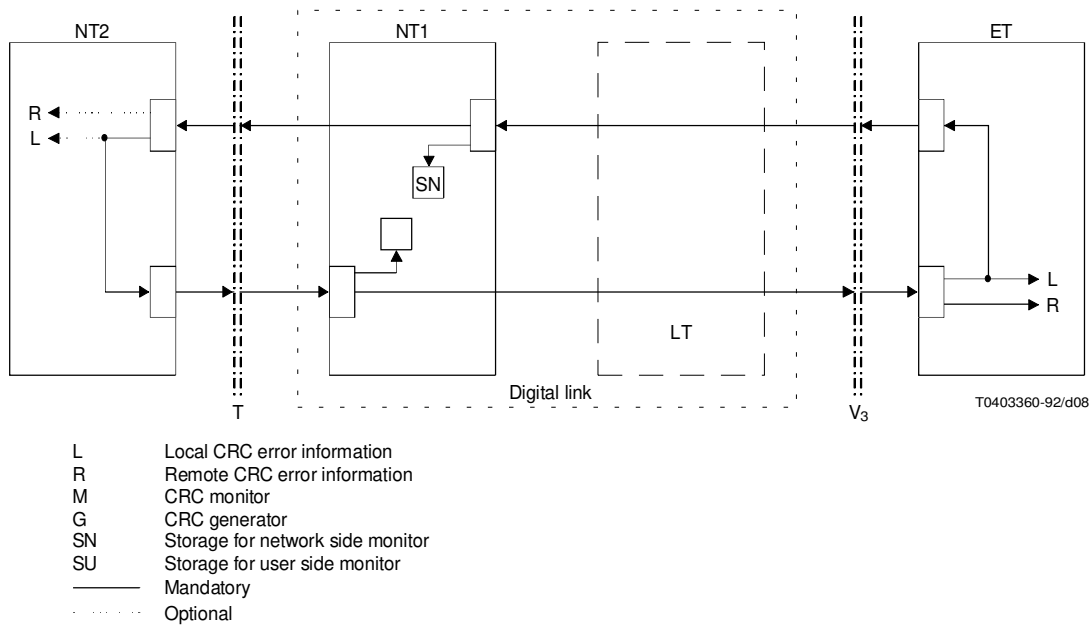 NT2
NT1
ET
R
L
SN
L
R
LT
Digital link
T
V3
T0403360-92/d08
L Local CRC error information
R Remote CRC error information
M CRC monitor
G CRC generator
SN Storage for network side monitor
SU Storage for user side monitor
Mandatory
Optional